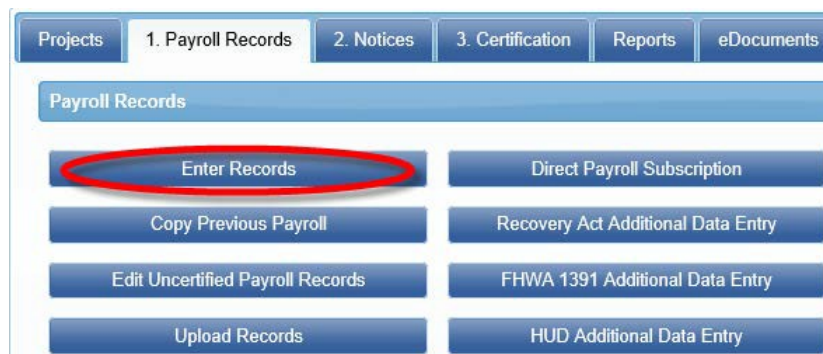 Projects 1. Payroll Records 2. Notices 3. Certification Reports eDocuments
Payroll Records
Enter Records Direct Payroll Subscription
Copy Previous Payroll Recovery Act Additional Data Entry
Edit Uncertified Payroll Records FHWA 1391 Additional Data Entry
Upload Records HUD Additional Data Entry